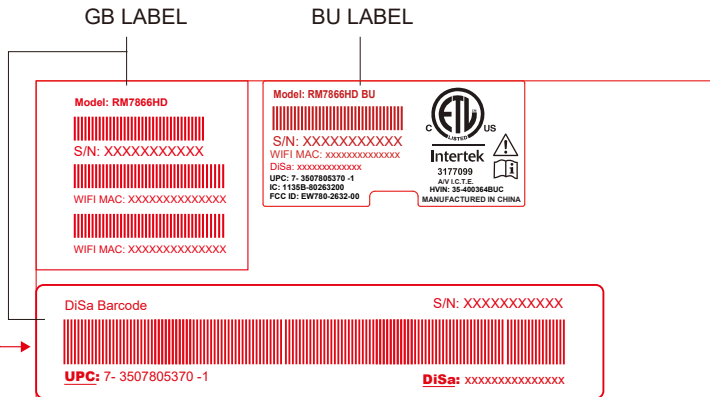 GB LABEL
BU LABEL
Model: RM7866HD
S/N: XXXXXXXXXXX
WIFI MAC: XXXXXXXXXXXXXX
WIFI MAC: XXXXXXXXXXXXXX
Model: RM7866HD BU
S/N: XXXXXXXXXXX
WIFI MAC: xxxxxxxxxxxxxx
DiSa: xxxxxxxxxxxxx
UPC: 7- 3507805370 -1
IC: 1135B-80263200
FCC ID: EW780-2632-00
ETL
C LISTED US
Intertek
3177099
A/V I.C.T.E.
HVIN: 35-400364BUC
MANUFACTURED IN CHINA
DiSa Barcode
S/N: XXXXXXXXXXX
UPC: 7- 3507805370 -1
DiSa: xxxxxxxxxxxxxxx